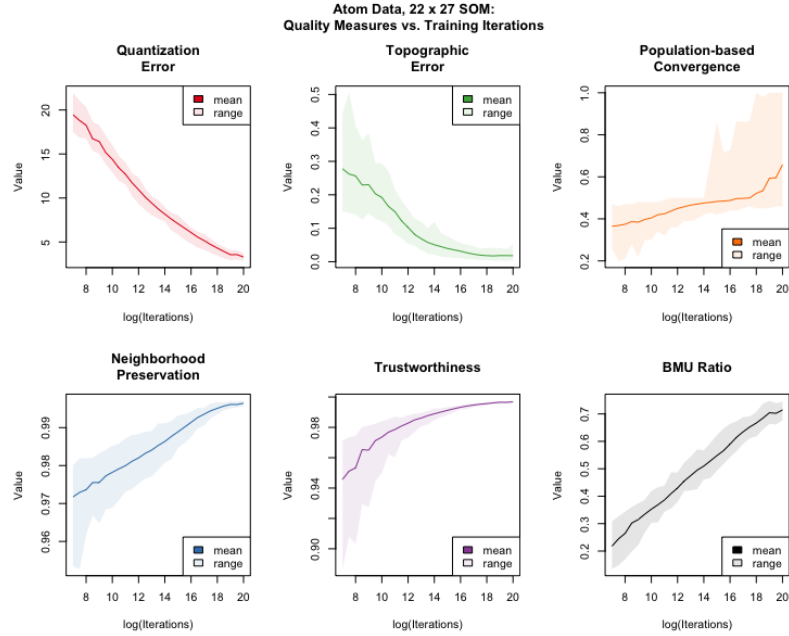 Atom Data, 22 x 27 SOM:
Quality Measures vs. Training Iterations
Quantization
Error
mean
range
Value
20
15
10
5
8 10 12 14 16 18 20
log(Iterations)
Topographic
Error
mean
range
Value
0.5
0.4
0.3
0.2
0.1
0.0
8 10 12 14 16 18 20
log(Iterations)
Population-based
Convergence
Value
1.0
0.8
0.6
0.4
0.2
mean
range
8 10 12 14 16 18 20
log(Iterations)
Neighborhood
Preservation
Value
0.99
0.98
0.97
0.96
mean
range
8 10 12 14 16 18 20
log(Iterations)
Trustworthiness
Value
0.98
0.94
0.90
mean
range
8 10 12 14 16 18 20
log(Iterations)
BMU Ratio
Value
0.7
0.6
0.5
0.4
0.3
0.2
mean
range
8 10 12 14 16 18 20
log(Iterations)